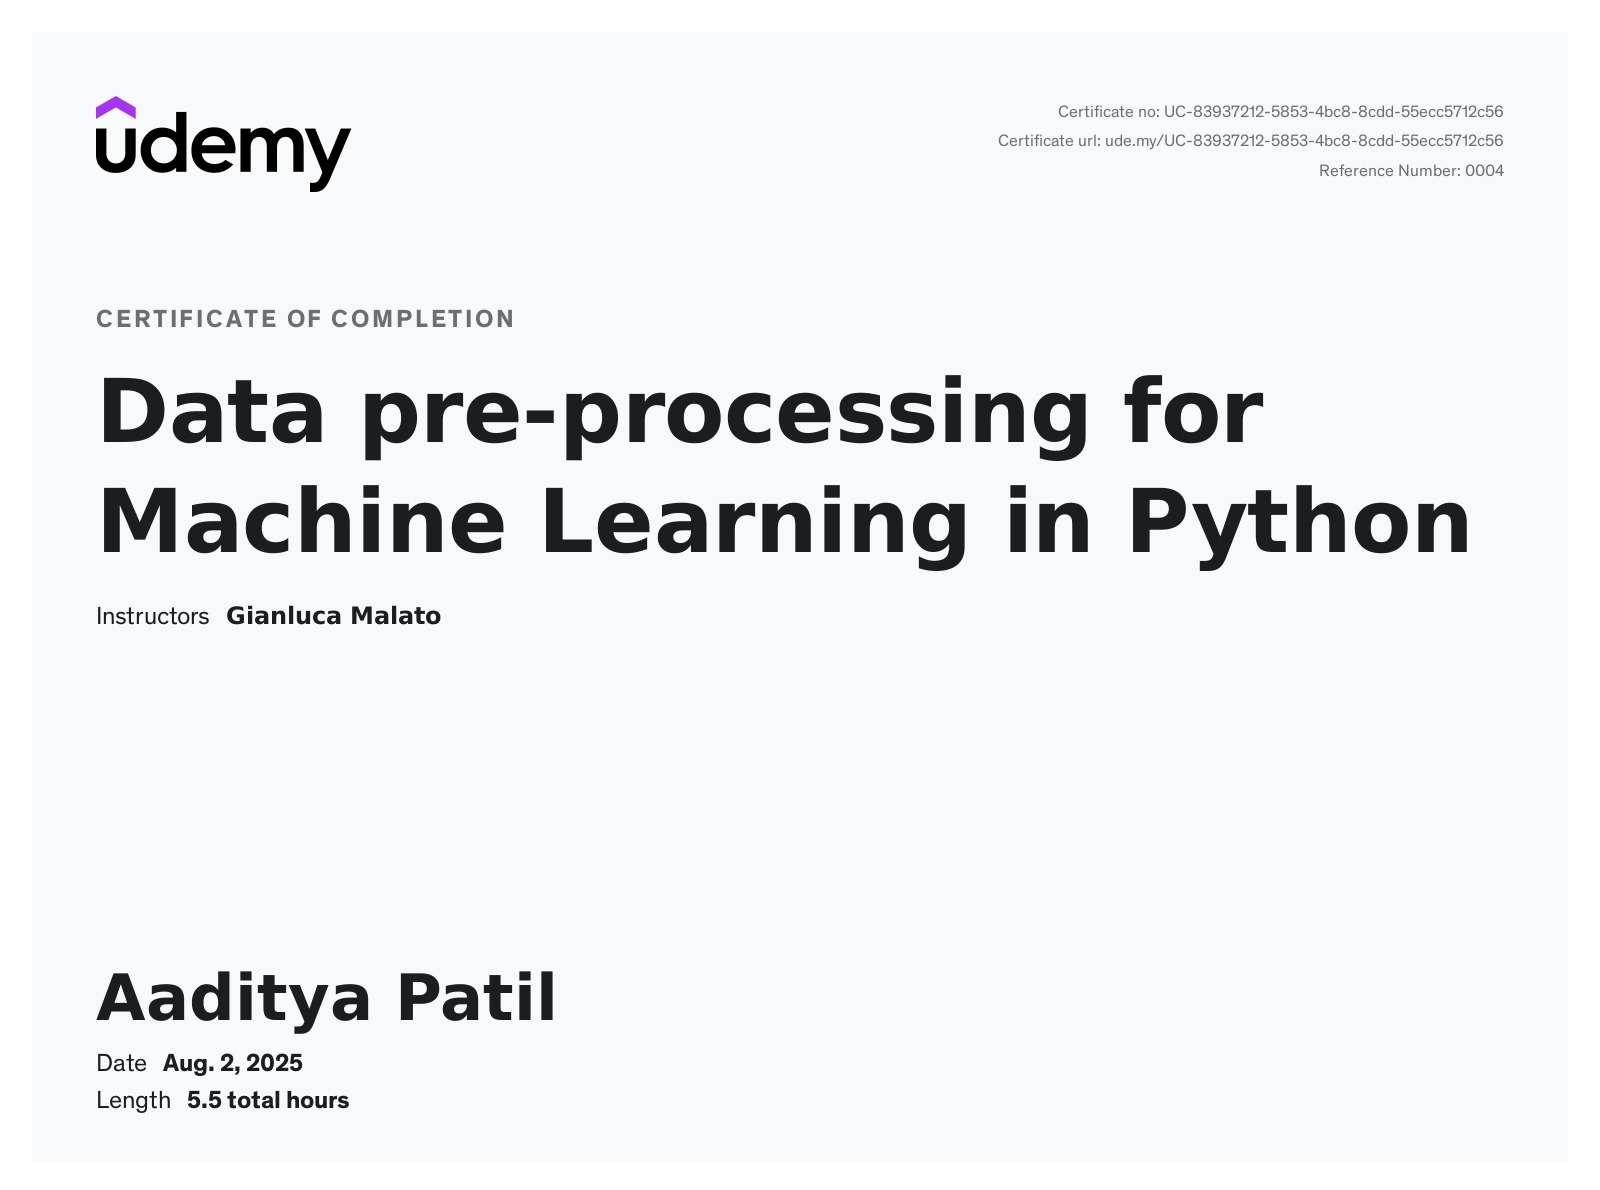 udemy
Certificate no: UC-83937212-5853-4bc8-8cdd-55ecc5712c56
Certificate url: ude.my/UC-83937212-5853-4bc8-8cdd-55ecc5712c56
Reference Number: 0004
CERTIFICATE OF COMPLETION
Data pre-processing for
Machine Learning in Python
Instructors Gianluca Malato
Aaditya Patil
Date Aug. 2, 2025
Length 5.5 total hours